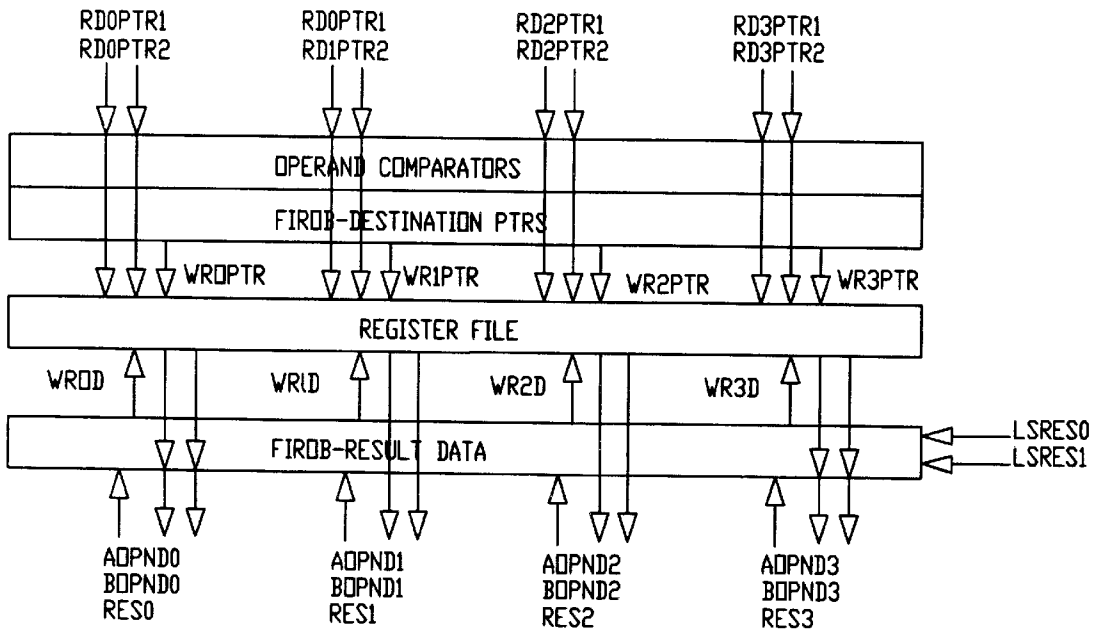 RD0PTR1 RD0PTR1 RD2PTR1 RD3PTR1
RD0PTR2 RD1PTR2 RD2PTR2 RD3PTR2
OPERAND COMPARATORS
FIROB-DESTINATION PTRS
WR0PTR WR1PTR WR2PTR WR3PTR
REGISTER FILE
WR0D WR1D WR2D WR3D
FIROB-RESULT DATA
LSRES0
LSRES1
AOPND0 AOPND1 AOPND2 AOPND3
BOPND0 BOPND1 BOPND2 BOPND3
RES0 RES1 RES2 RES3